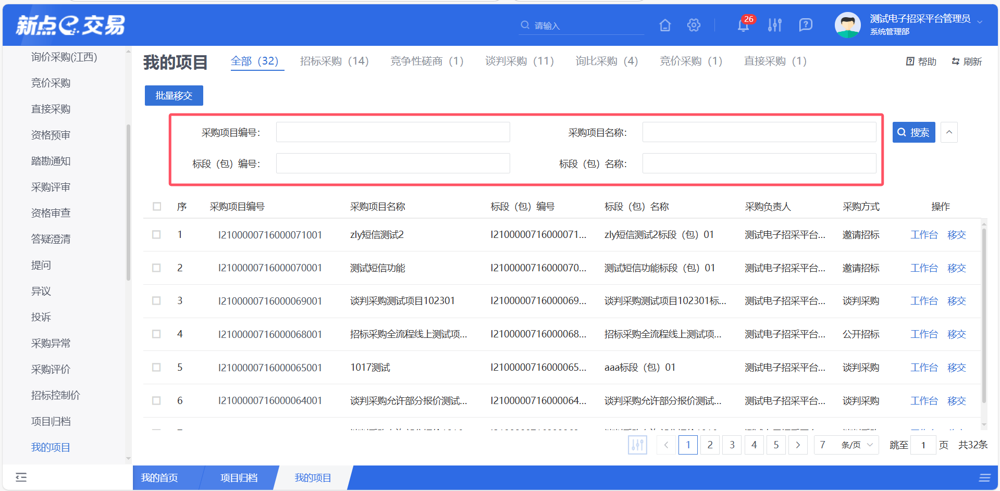 新点e交易
请输入
26
测试电子招采平台管理员
系统管理部
询价采购(江西)
竞价采购
直接采购
资格预审
踏勘通知
采购评审
资格审查
答疑澄清
提问
异议
投诉
采购异常
采购评价
招标控制价
项目归档
我的项目
我的项目 全部（32） 招标采购（14） 竞争性磋商（1） 谈判采购（11） 询比采购（4） 竞价采购（1） 直接采购（1） 帮助 刷新
批量移交
采购项目编号： 采购项目名称： 搜索
标段（包）编号： 标段（包）名称：
序 采购项目编号 采购项目名称 标段（包）编号 标段（包）名称 采购负责人 采购方式 操作
1 I2100000716000071001 zly短信测试2 I2100000716000071... zly短信测试2标段（包）01 测试电子招采平台... 邀请招标 工作台 移交
2 I2100000716000070001 测试短信功能 I2100000716000070... 测试短信功能标段（包）01 测试电子招采平台... 邀请招标 工作台 移交
3 I2100000716000069001 谈判采购测试项目102301 I2100000716000069... 谈判采购测试项目102301标... 测试电子招采平台... 谈判采购 工作台 移交
4 I2100000716000068001 招标采购全流程线上测试项... I2100000716000068... 招标采购全流程线上测试项... 测试电子招采平台... 公开招标 工作台 移交
5 I2100000716000065001 1017测试 I2100000716000065... aaa标段（包）01 测试电子招采平台... 谈判采购 工作台 移交
6 I2100000716000064001 谈判采购允许部分报价测试... I2100000716000064... 谈判采购允许部分报价测试... 测试电子招采平台... 谈判采购 工作台 移交
1 2 3 4 5 7 条/页 跳至 1 页 共32条
我的首页 项目归档 我的项目